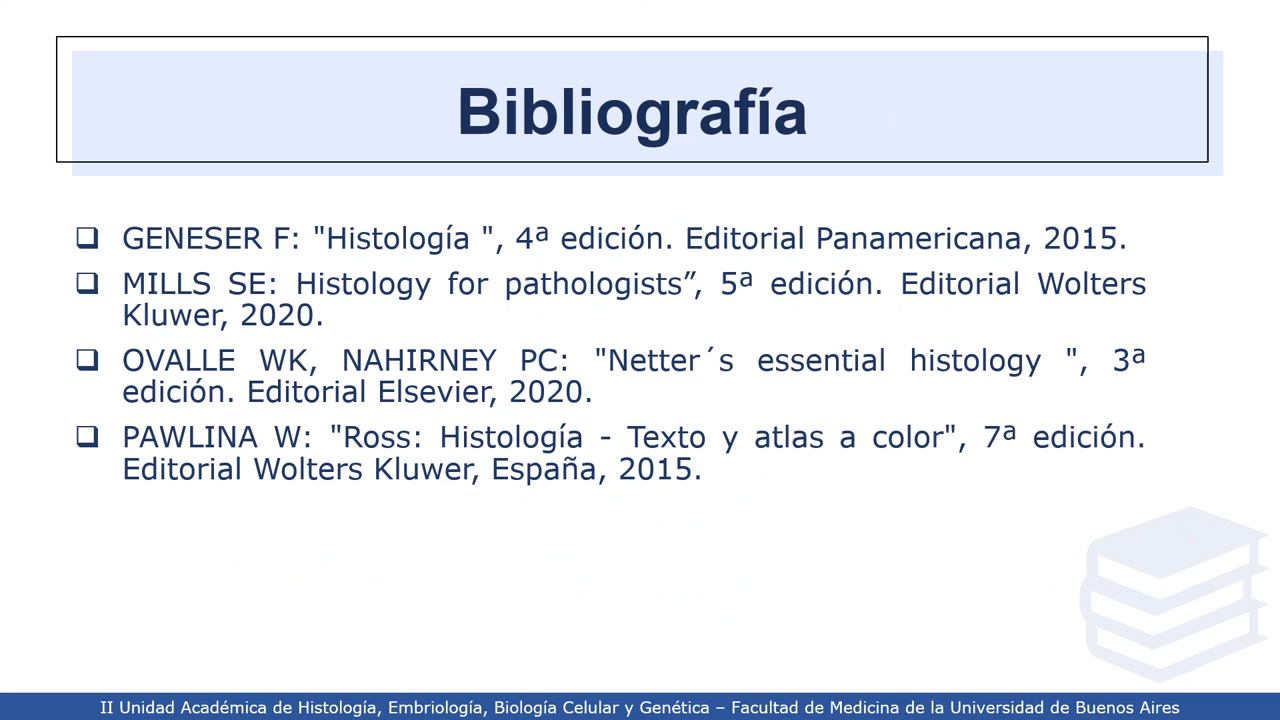 Bibliografía
GENESER F: "Histología ", 4ª edición. Editorial Panamericana, 2015.
MILLS SE: Histology for pathologists”, 5ª edición. Editorial Wolters
Kluwer, 2020.
OVALLE WK, NAHIRNEY PC: "Netter´s essential histology ", 3ª
edición. Editorial Elsevier, 2020.
PAWLINA W: "Ross: Histología - Texto y atlas a color", 7ª edición.
Editorial Wolters Kluwer, España, 2015.
II Unidad Académica de Histología, Embriología, Biología Celular y Genética – Facultad de Medicina de la Universidad de Buenos Aires